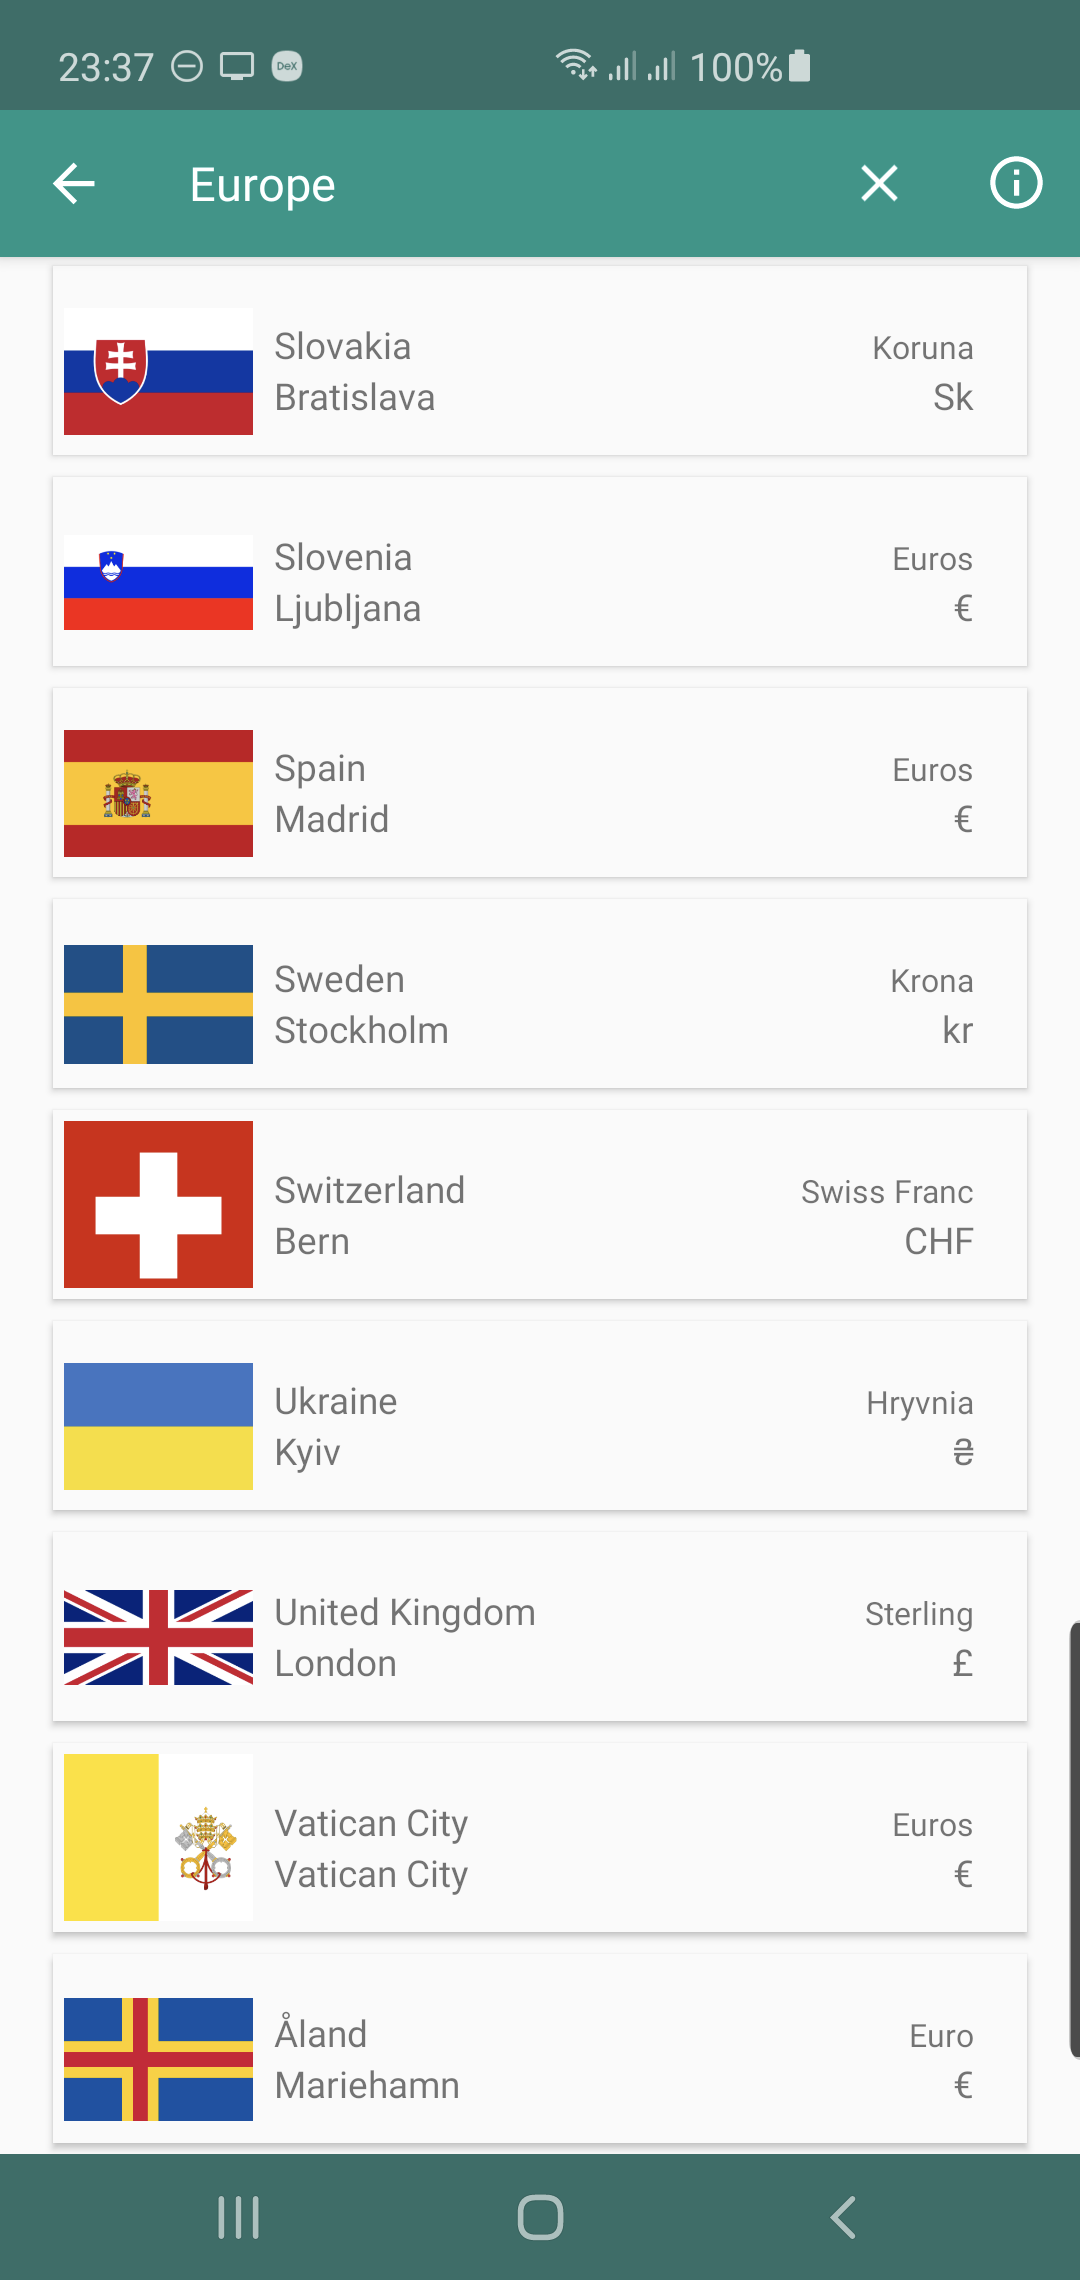 23:37 DeX 100%
Europe
Slovakia Koruna
Bratislava Sk
Slovenia Euros
Ljubljana €
Spain Euros
Madrid €
Sweden Krona
Stockholm kr
Switzerland Swiss Franc
Bern CHF
Ukraine Hryvnia
Kyiv ₴
United Kingdom Sterling
London £
Vatican City Euros
Vatican City €
Åland Euro
Mariehamn €